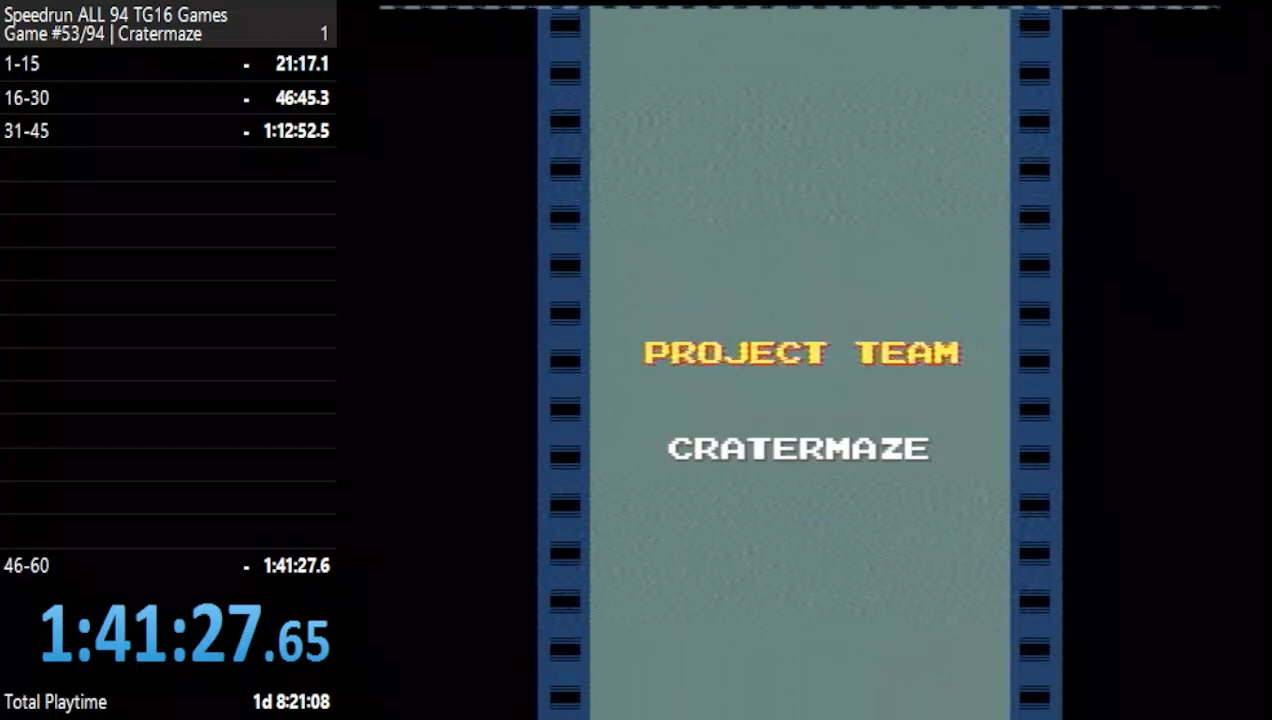 Speedrun ALL 94 TG16 Games
Game #53/94 | Cratermaze 1
1-15 - 21:17.1
16-30 - 46:45.3
31-45 - 1:12:52.5
PROJECT TEAM
CRATERMAZE
46-60 - 1:41:27.6
1:41:27.65
Total Playtime 1d 8:21:08